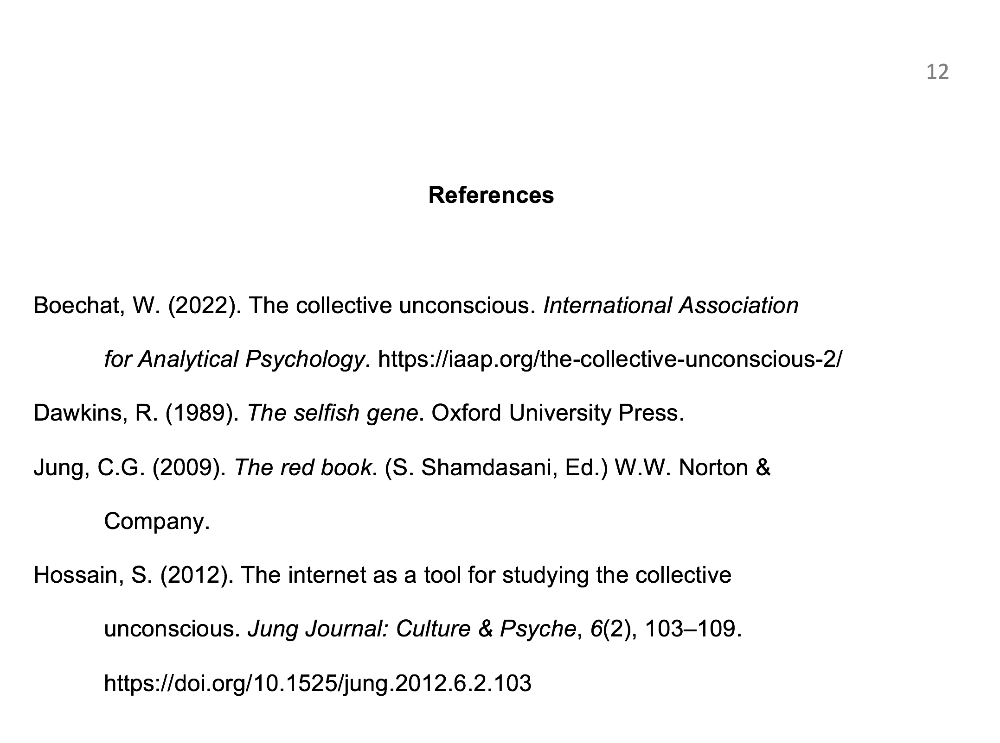 12
References
Boechat, W. (2022). The collective unconscious. International Association
for Analytical Psychology. https://iaap.org/the-collective-unconscious-2/
Dawkins, R. (1989). The selfish gene. Oxford University Press.
Jung, C.G. (2009). The red book. (S. Shamdasani, Ed.) W.W. Norton &
Company.
Hossain, S. (2012). The internet as a tool for studying the collective
unconscious. Jung Journal: Culture & Psyche, 6(2), 103–109.
https://doi.org/10.1525/jung.2012.6.2.103